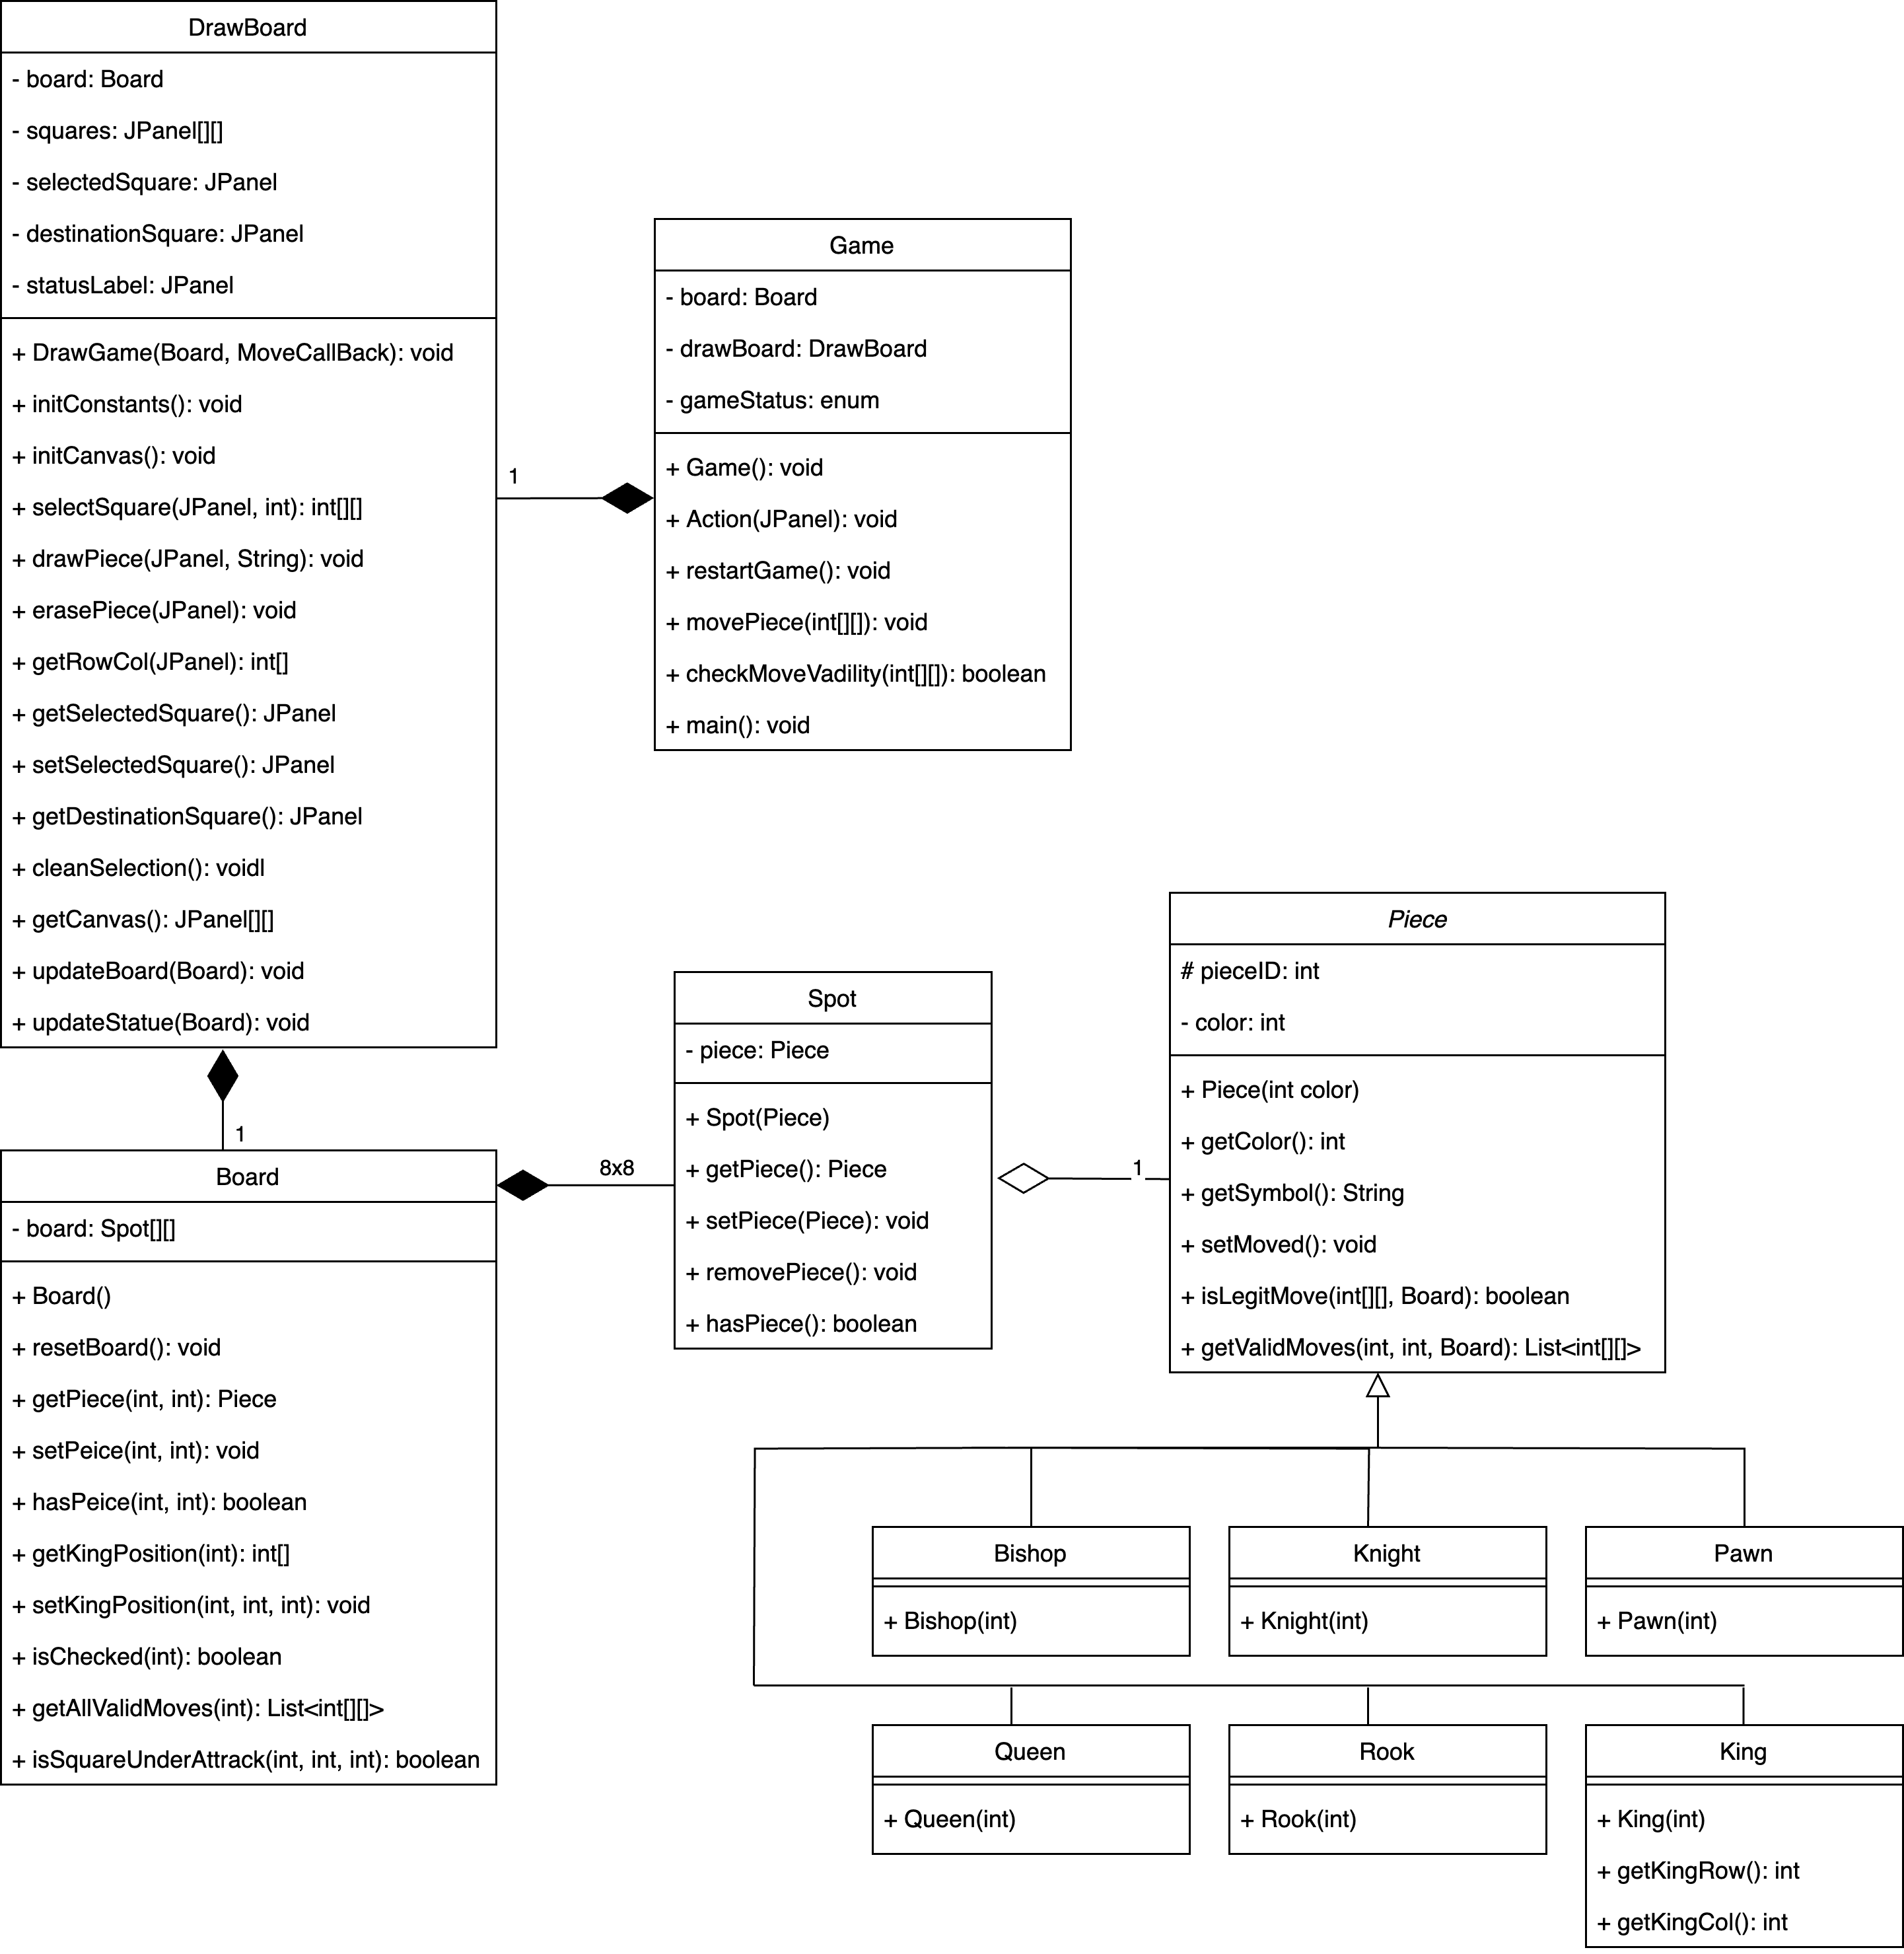 DrawBoard
- board: Board
- squares: JPanel[][]
- selectedSquare: JPanel
- destinationSquare: JPanel
- statusLabel: JPanel
+ DrawGame(Board, MoveCallBack): void
+ initConstants(): void
+ initCanvas(): void
+ selectSquare(JPanel, int): int[][]
+ drawPiece(JPanel, String): void
+ erasePiece(JPanel): void
+ getRowCol(JPanel): int[]
+ getSelectedSquare(): JPanel
+ setSelectedSquare(): JPanel
+ getDestinationSquare(): JPanel
+ cleanSelection(): voidl
+ getCanvas(): JPanel[][]
+ updateBoard(Board): void
+ updateStatue(Board): void
1
Game
- board: Board
- drawBoard: DrawBoard
- gameStatus: enum
+ Game(): void
+ Action(JPanel): void
+ restartGame(): void
+ movePiece(int[][]): void
+ checkMoveVadility(int[][]): boolean
+ main(): void
1
Board
- board: Spot[][]
+ Board()
+ resetBoard(): void
+ getPiece(int, int): Piece
+ setPeice(int, int): void
+ hasPeice(int, int): boolean
+ getKingPosition(int): int[]
+ setKingPosition(int, int, int): void
+ isChecked(int): boolean
+ getAllValidMoves(int): List<int[][]>
+ isSquareUnderAttrack(int, int, int): boolean
8x8
Spot
- piece: Piece
+ Spot(Piece)
+ getPiece(): Piece
+ setPiece(Piece): void
+ removePiece(): void
+ hasPiece(): boolean
1
Piece
# pieceID: int
- color: int
+ Piece(int color)
+ getColor(): int
+ getSymbol(): String
+ setMoved(): void
+ isLegitMove(int[][], Board): boolean
+ getValidMoves(int, int, Board): List<int[][]>
Bishop
+ Bishop(int)
Knight
+ Knight(int)
Pawn
+ Pawn(int)
Queen
+ Queen(int)
Rook
+ Rook(int)
King
+ King(int)
+ getKingRow(): int
+ getKingCol(): int